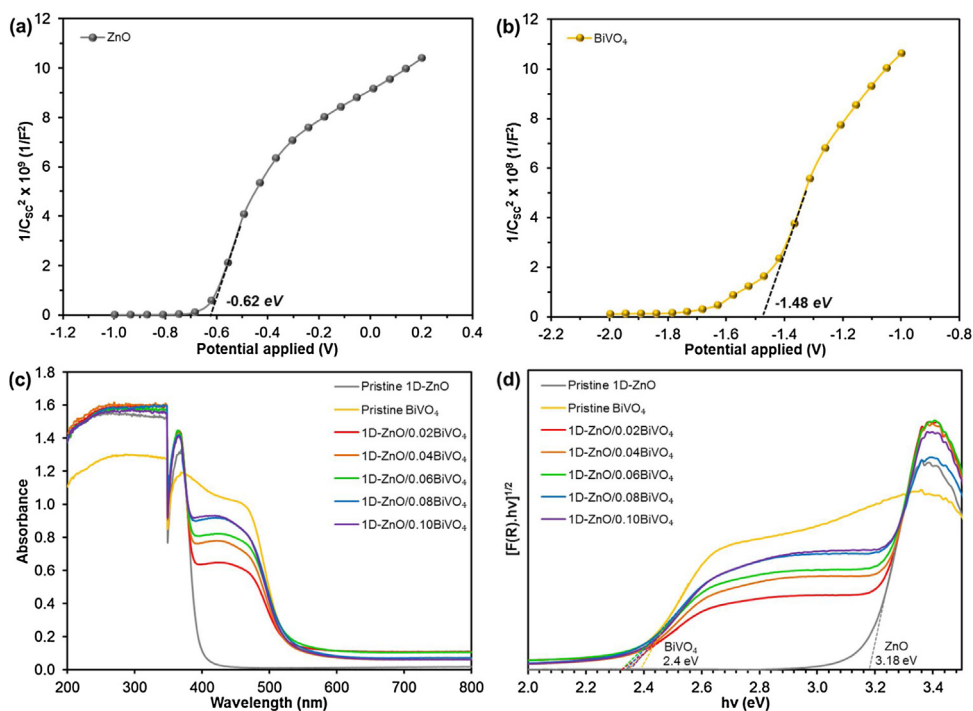 (a)
ZnO
12
10
8
6
4
2
0
1/C_SC^2 x 10^9 (1/F^2)
-0.62 eV
-1.2 -1.0 -0.8 -0.6 -0.4 -0.2 0.0 0.2 0.4
Potential applied (V)
(b)
BiVO4
12
10
8
6
4
2
0
1/C_SC^2 x 10^8 (1/F^2)
-1.48 eV
-2.2 -2.0 -1.8 -1.6 -1.4 -1.2 -1.0 -0.8
Potential applied (V)
(c)
1.8
1.6
1.4
1.2
1.0
0.8
0.6
0.4
0.2
0.0
Absorbance
Pristine 1D-ZnO
Pristine BiVO4
1D-ZnO/0.02BiVO4
1D-ZnO/0.04BiVO4
1D-ZnO/0.06BiVO4
1D-ZnO/0.08BiVO4
1D-ZnO/0.10BiVO4
200 300 400 500 600 700 800
Wavelength (nm)
(d)
[F(R).hv]^1/2
Pristine 1D-ZnO
Pristine BiVO4
1D-ZnO/0.02BiVO4
1D-ZnO/0.04BiVO4
1D-ZnO/0.06BiVO4
1D-ZnO/0.08BiVO4
1D-ZnO/0.10BiVO4
BiVO4
2.4 eV
ZnO
3.18 eV
2.0 2.2 2.4 2.6 2.8 3.0 3.2 3.4
hv (eV)